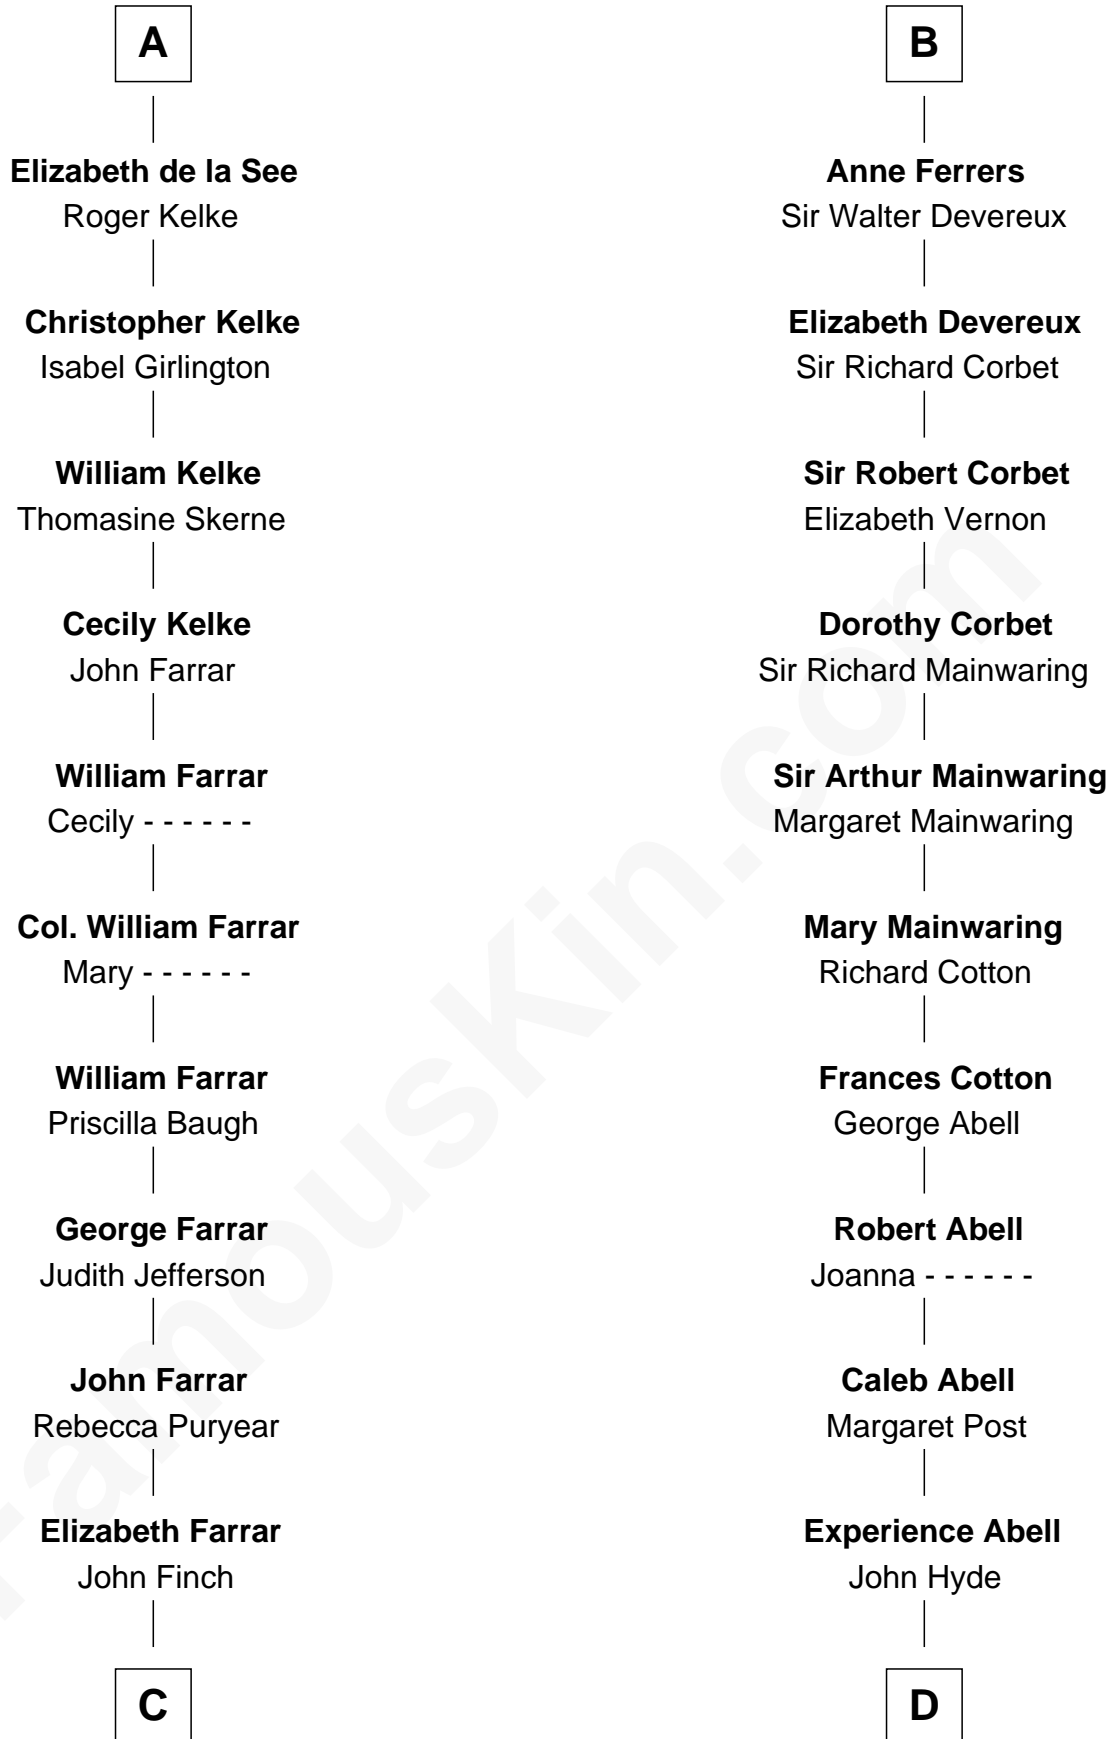 A
Elizabeth de la See
Roger Kelke
Christopher Kelke
Isabel Girlington
William Kelke
Thomasine Skerne
Cecily Kelke
John Farrar
William Farrar
Cecily - - - - - -
Col. William Farrar
Mary - - - - - -
William Farrar
Priscilla Baugh
George Farrar
Judith Jefferson
John Farrar
Rebecca Puryear
Elizabeth Farrar
John Finch
C
B
Anne Ferrers
Sir Walter Devereux
Elizabeth Devereux
Sir Richard Corbet
Sir Robert Corbet
Elizabeth Vernon
Dorothy Corbet
Sir Richard Mainwaring
Sir Arthur Mainwaring
Margaret Mainwaring
Mary Mainwaring
Richard Cotton
Frances Cotton
George Abell
Robert Abell
Joanna - - - - - -
Caleb Abell
Margaret Post
Experience Abell
John Hyde
D
FamousKin.com